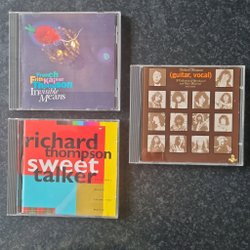 French
Frith
Kaiser
Thompson
Invisible
Means
Richard Thompson
(guitar, vocal)
richard
thompson
sweet
talker